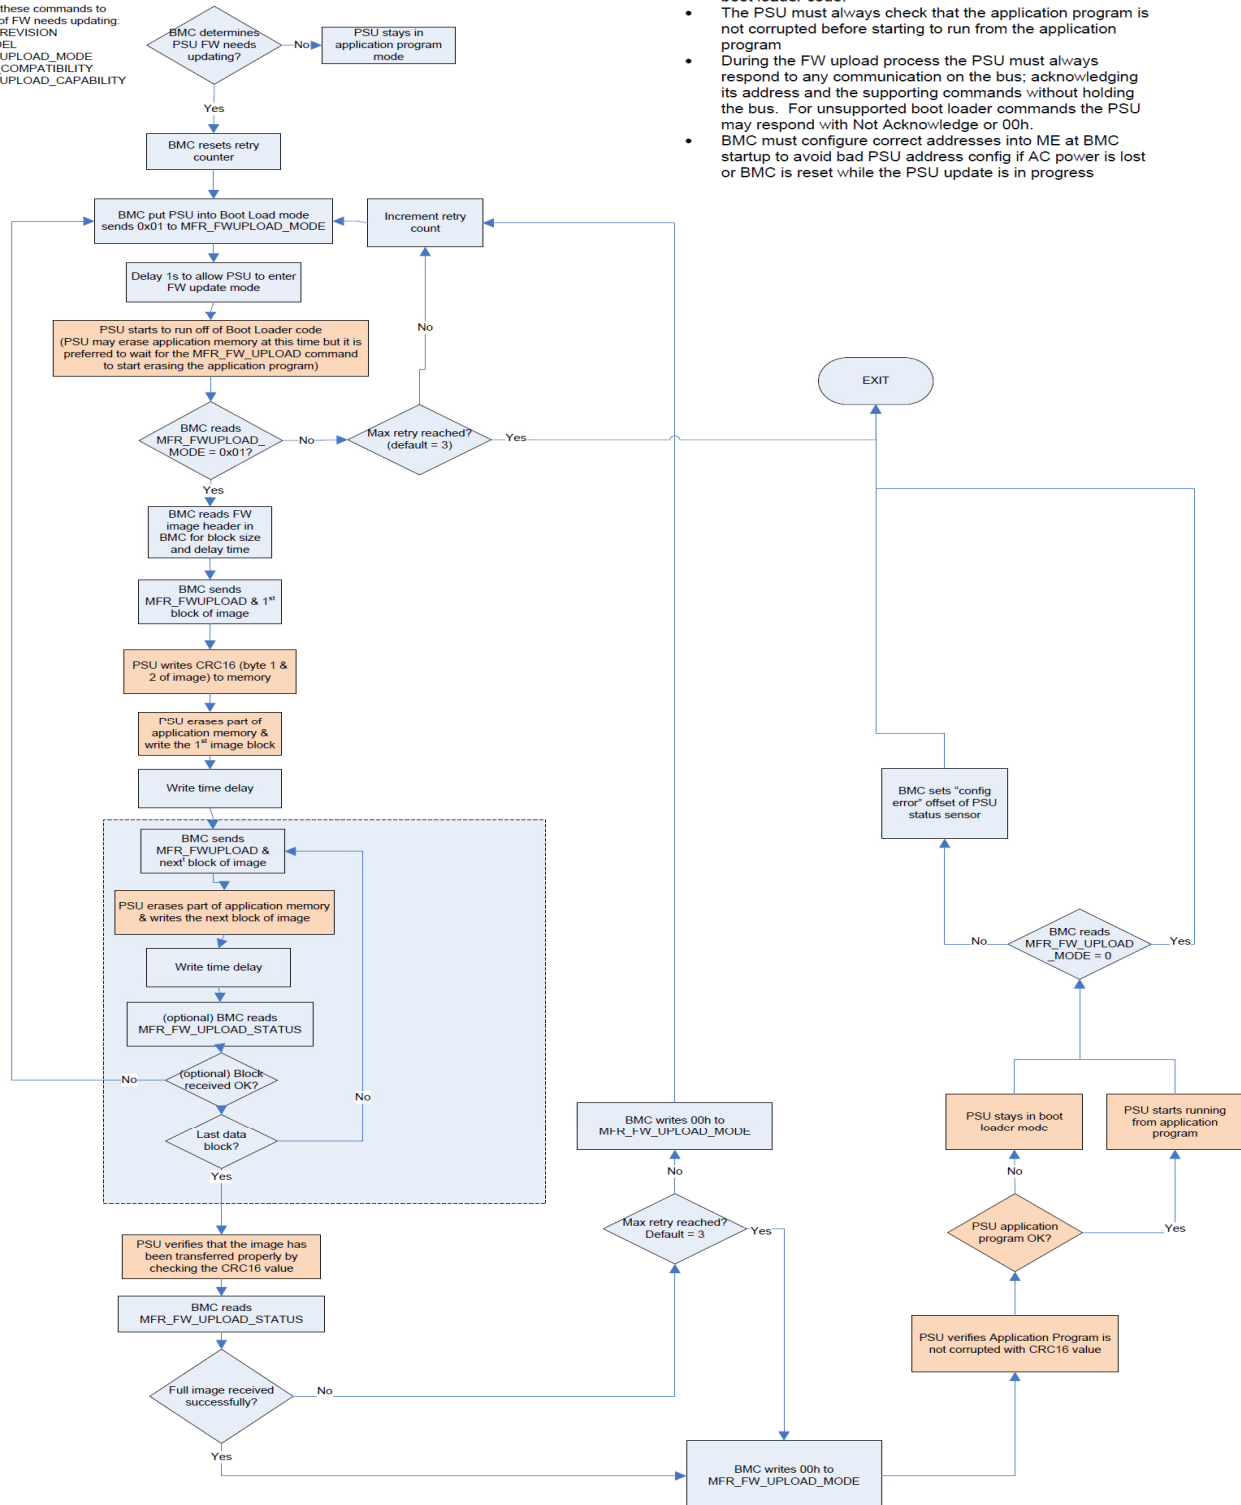 these commands to
of FW needs updating:
REVISION
DEL
UPLOAD_MODE
_COMPATIBILITY
UPLOAD_CAPABILITY
BMC determines
PSU FW needs
updating?
No
PSU stays in
application program
mode
boot loader code.
• The PSU must always check that the application program is
not corrupted before starting to run from the application
program
• During the FW upload process the PSU must always
respond to any communication on the bus; acknowledging
its address and the supporting commands without holding
the bus. For unsupported boot loader commands the PSU
may respond with Not Acknowledge or 00h.
• BMC must configure correct addresses into ME at BMC
startup to avoid bad PSU address config if AC power is lost
or BMC is reset while the PSU update is in progress
Yes
BMC resets retry
counter
BMC put PSU into Boot Load mode
sends 0x01 to MFR_FWUPLOAD_MODE
Increment retry
count
Delay 1s to allow PSU to enter
FW update mode
No
PSU starts to run off of Boot Loader code
(PSU may erase application memory at this time but it is
preferred to wait for the MFR_FW_UPLOAD command
to start erasing the application program)
EXIT
BMC reads
MFR_FWUPLOAD_
MODE = 0x01?
No
Max retry reached?
(default = 3)
Yes
Yes
BMC reads FW
image header in
BMC for block size
and delay time
BMC sends
MFR_FWUPLOAD & 1st
block of image
PSU writes CRC16 (byte 1 &
2 of image) to memory
PSU erases part of
application memory &
write the 1st image block
Write time delay
BMC sets "config
error" offset of PSU
status sensor
BMC sends
MFR_FWUPLOAD &
nextt block of image
PSU erases part of application memory
& writes the next block of image
Write time delay
No
BMC reads
MFR_FW_UPLOAD
_MODE = 0
Yes
(optional) BMC reads
MFR_FW_UPLOAD_STATUS
No
(optional) Block
received OK?
No
Last data
block?
Yes
BMC writes 00h to
MFR_FW_UPLOAD_MODE
PSU stays in boot
loader mode
PSU starts running
from application
program
No
No
Max retry reached?
Default = 3
Yes
PSU application
program OK?
Yes
PSU verifies that the image has
been transferred properly by
checking the CRC16 value
BMC reads
MFR_FW_UPLOAD_STATUS
PSU verifies Application Program is
not corrupted with CRC16 value
Full image received
successfully?
No
Yes
BMC writes 00h to
MFR_FW_UPLOAD_MODE